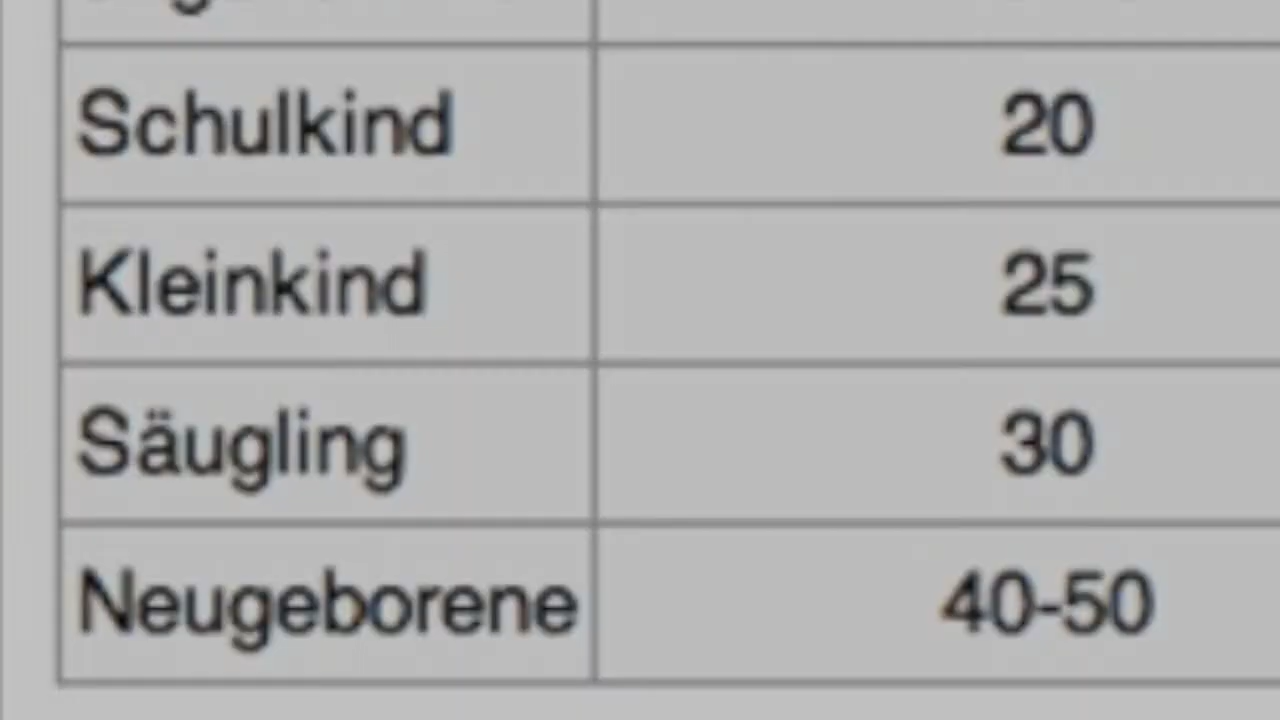 Schulkind 20
Kleinkind 25
Säugling 30
Neugeborene 40-50